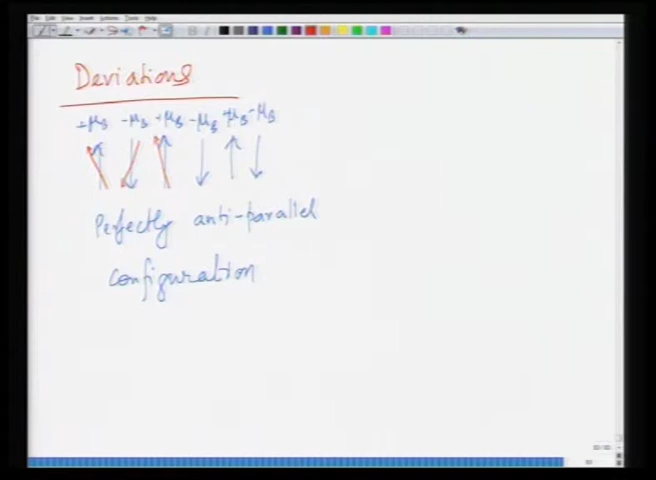 Deviations
+μB -μB +μB -μB +μB -μB
Perfectly anti-parallel
configuration